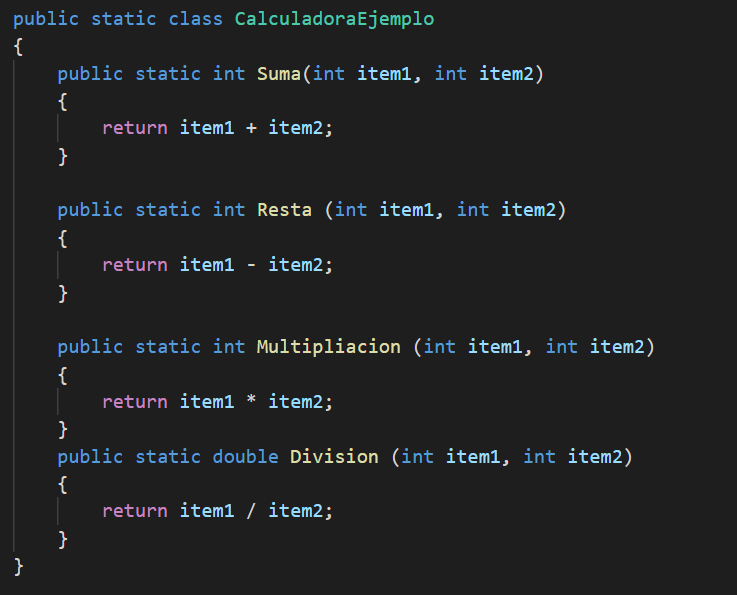 public static class CalculadoraEjemplo
{
    public static int Suma(int item1, int item2)
    {
        return item1 + item2;
    }

    public static int Resta (int item1, int item2)
    {
        return item1 - item2;
    }

    public static int Multipliacion (int item1, int item2)
    {
        return item1 * item2;
    }
    public static double Division (int item1, int item2)
    {
        return item1 / item2;
    }
}